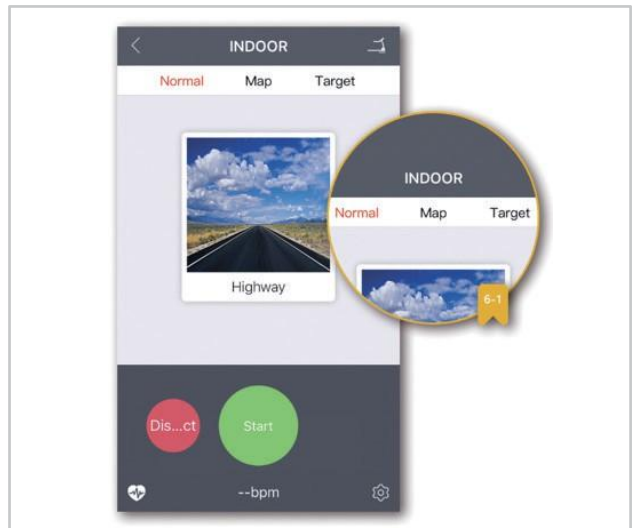 INDOOR
Normal Map Target
Highway
Dis...ct Start
--bpm
INDOOR
Normal Map Target
6-1